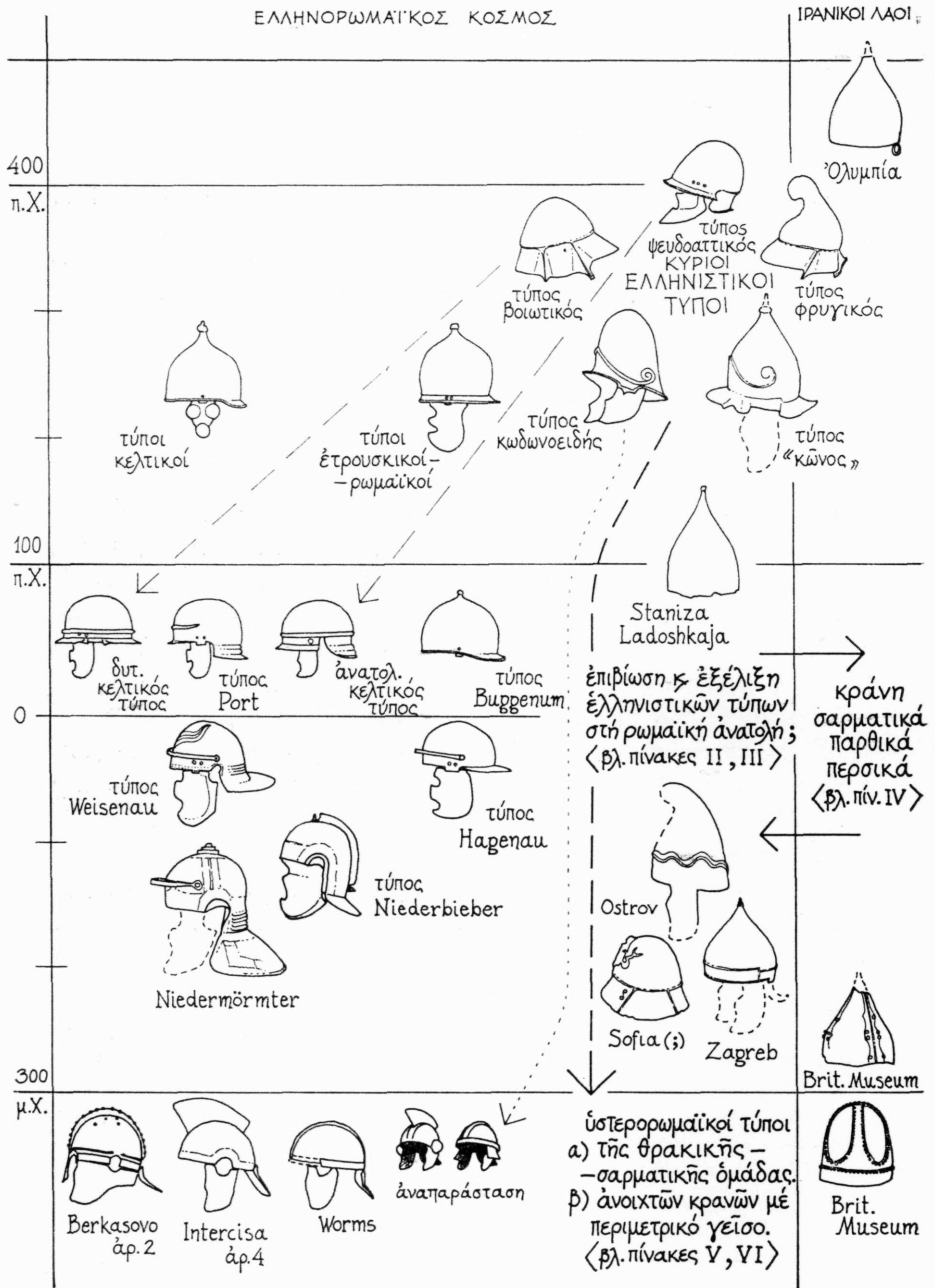 ΕΛΛΗΝΟΡΩΜΑΪΚΟΣ ΚΟΣΜΟΣ
ΙΡΑΝΙΚΟΙ ΛΑΟΙ
Ὀλυμπία
400
π.Χ.
τύπος
ψευδοαττικός
ΚΥΡΙΟΙ
ΕΛΛΗΝΙΣΤΙΚΟΙ
ΤΥΠΟΙ
τύπος
βοιωτικός
τύπος
φρυγικός
τύποι
κελτικοί
τύποι
ἐτρουσκικοί-
-ρωμαϊκοί
τύπος
κωδωνοειδής
τύπος
“κῶνος„
100
π.Χ.
Staniza
Ladoshkaja
δυτ.
κελτικός
τύπος
τύπος
Port
ἀνατολ.
κελτικός
τύπος
τύπος
Buggenum
ἐπιβίωση ϗ ἐξέλιξη
ἑλληνιστικῶν τύπων
στή ρωμαϊκή ἀνατολή;
<βλ. πίνακες II, III>
κράνη
σαρματικά
παρθικά
περσικά
<βλ. πίν. IV>
0
τύπος
Weisenau
τύπος
Hagenau
τύπος
Niederbieber
Niedermörmter
Ostrov
Sofia (;)
Zagreb
Brit. Museum
300
μ.Χ.
Berkasovo
ἀρ. 2
Intercisa
ἀρ. 4
Worms
ἀναπαράσταση
ὑστερορωμαϊκοί τύποι
α) τῆς θρακικῆς -
-σαρματικῆς ὁμάδας.
β) ἀνοιχτῶν κρανῶν μέ
περιμετρικό γεῖσο.
<βλ. πίνακες V, VI>
Brit.
Museum